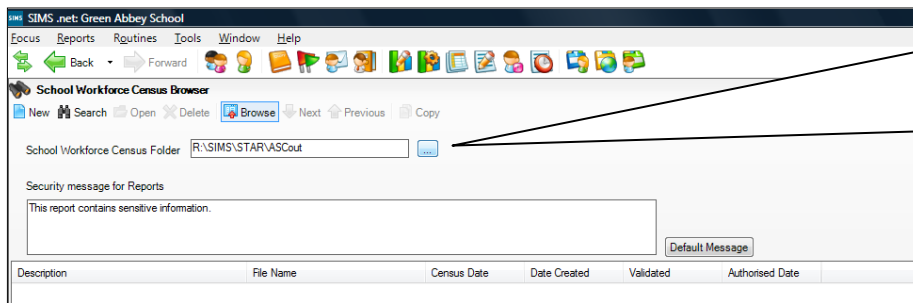 SIMS SIMS .net: Green Abbey School
Focus Reports Routines Tools Window Help
Back Forward
School Workforce Census Browser
New Search Open Delete Browse Next Previous Copy
School Workforce Census Folder R:\SIMS\STAR\ASCout ...
Security message for Reports
This report contains sensitive information.
Default Message
Description File Name Census Date Date Created Validated Authorised Date